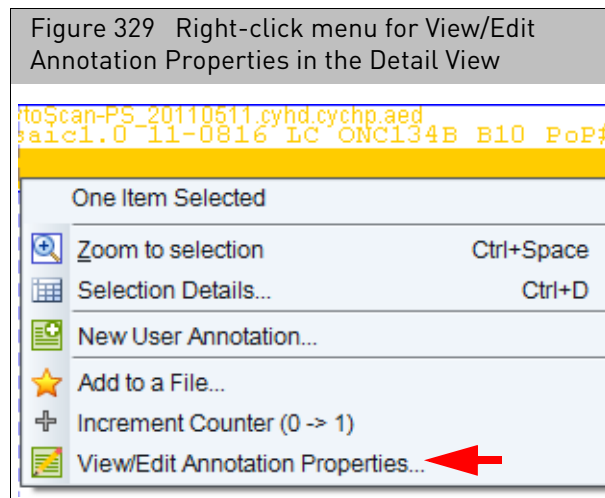 Figure 329 Right-click menu for View/Edit
Annotation Properties in the Detail View
toScan-PS_20110511.cyhd.cychp.aed
saic1.0 11-0816 LC ONC134B B10 PoP#
One Item Selected
Zoom to selection Ctrl+Space
Selection Details... Ctrl+D
New User Annotation...
Add to a File...
Increment Counter (0 -> 1)
View/Edit Annotation Properties...